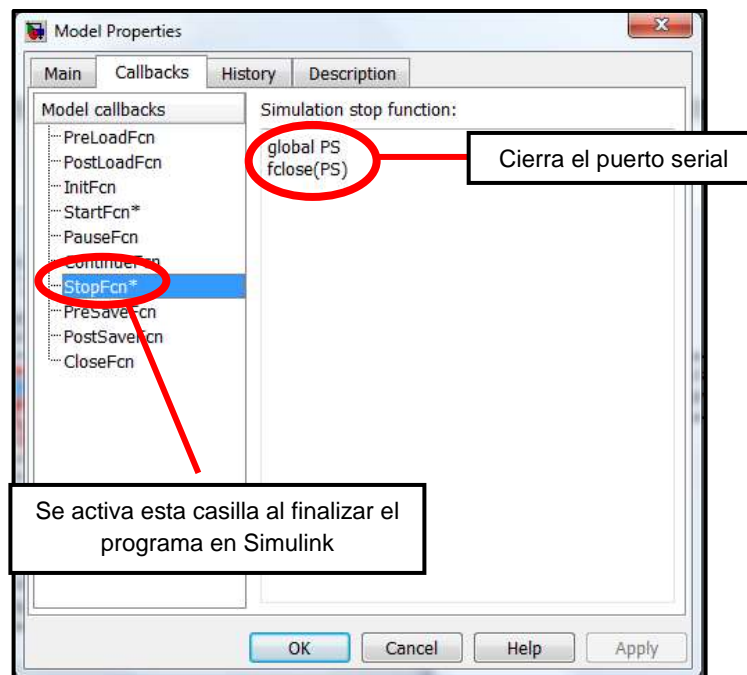 Model Properties
Main Callbacks History Description
Model callbacks
PreLoadFcn
PostLoadFcn
InitFcn
StartFcn*
PauseFcn
ContinueFcn
StopFcn*
PreSaveFcn
PostSaveFcn
CloseFcn
Simulation stop function:
global PS
fclose(PS)
Cierra el puerto serial
Se activa esta casilla al finalizar el
programa en Simulink
OK Cancel Help Apply